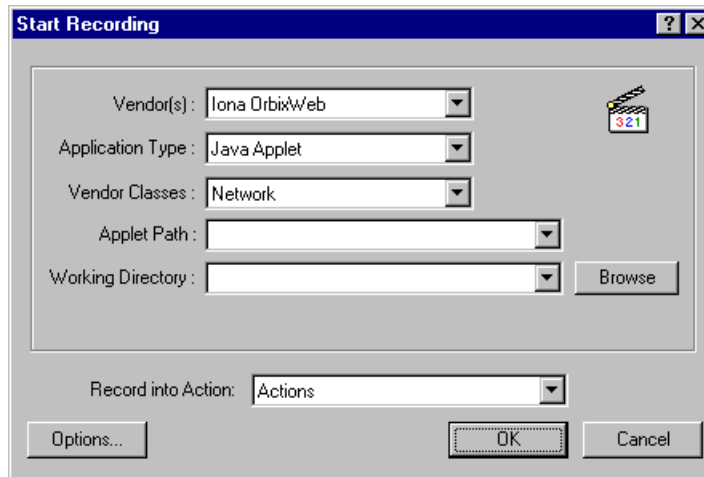 Start Recording
Vendor(s) : Iona OrbixWeb
321
Application Type : Java Applet
Vendor Classes : Network
Applet Path :
Working Directory : Browse
Record into Action: Actions
Options... OK Cancel